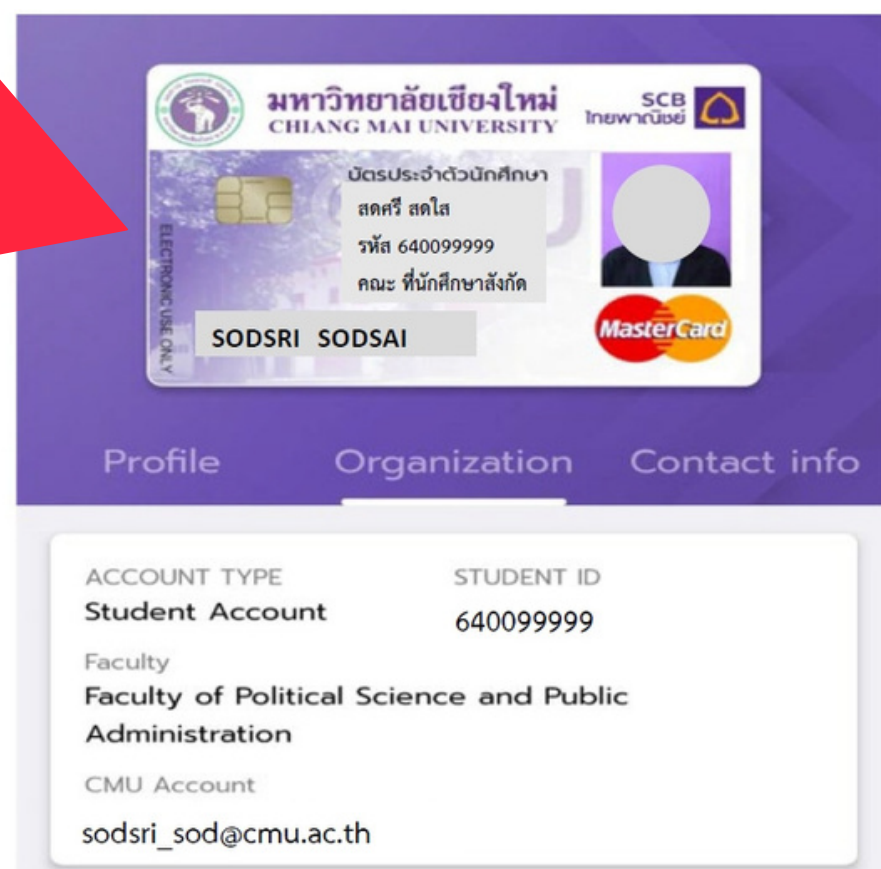 มหาวิทยาลัยเชียงใหม่
CHIANG MAI UNIVERSITY
SCB
ไทยพาณิชย์
บัตรประจำตัวนักศึกษา
สดศรี สดใส
รหัส 640099999
คณะ ที่นักศึกษาสังกัด
ELECTRONIC USE ONLY
SODSRI SODSAI
MasterCard
Profile Organization Contact info
ACCOUNT TYPE STUDENT ID
Student Account 640099999
Faculty
Faculty of Political Science and Public
Administration
CMU Account
sodsri_sod@cmu.ac.th